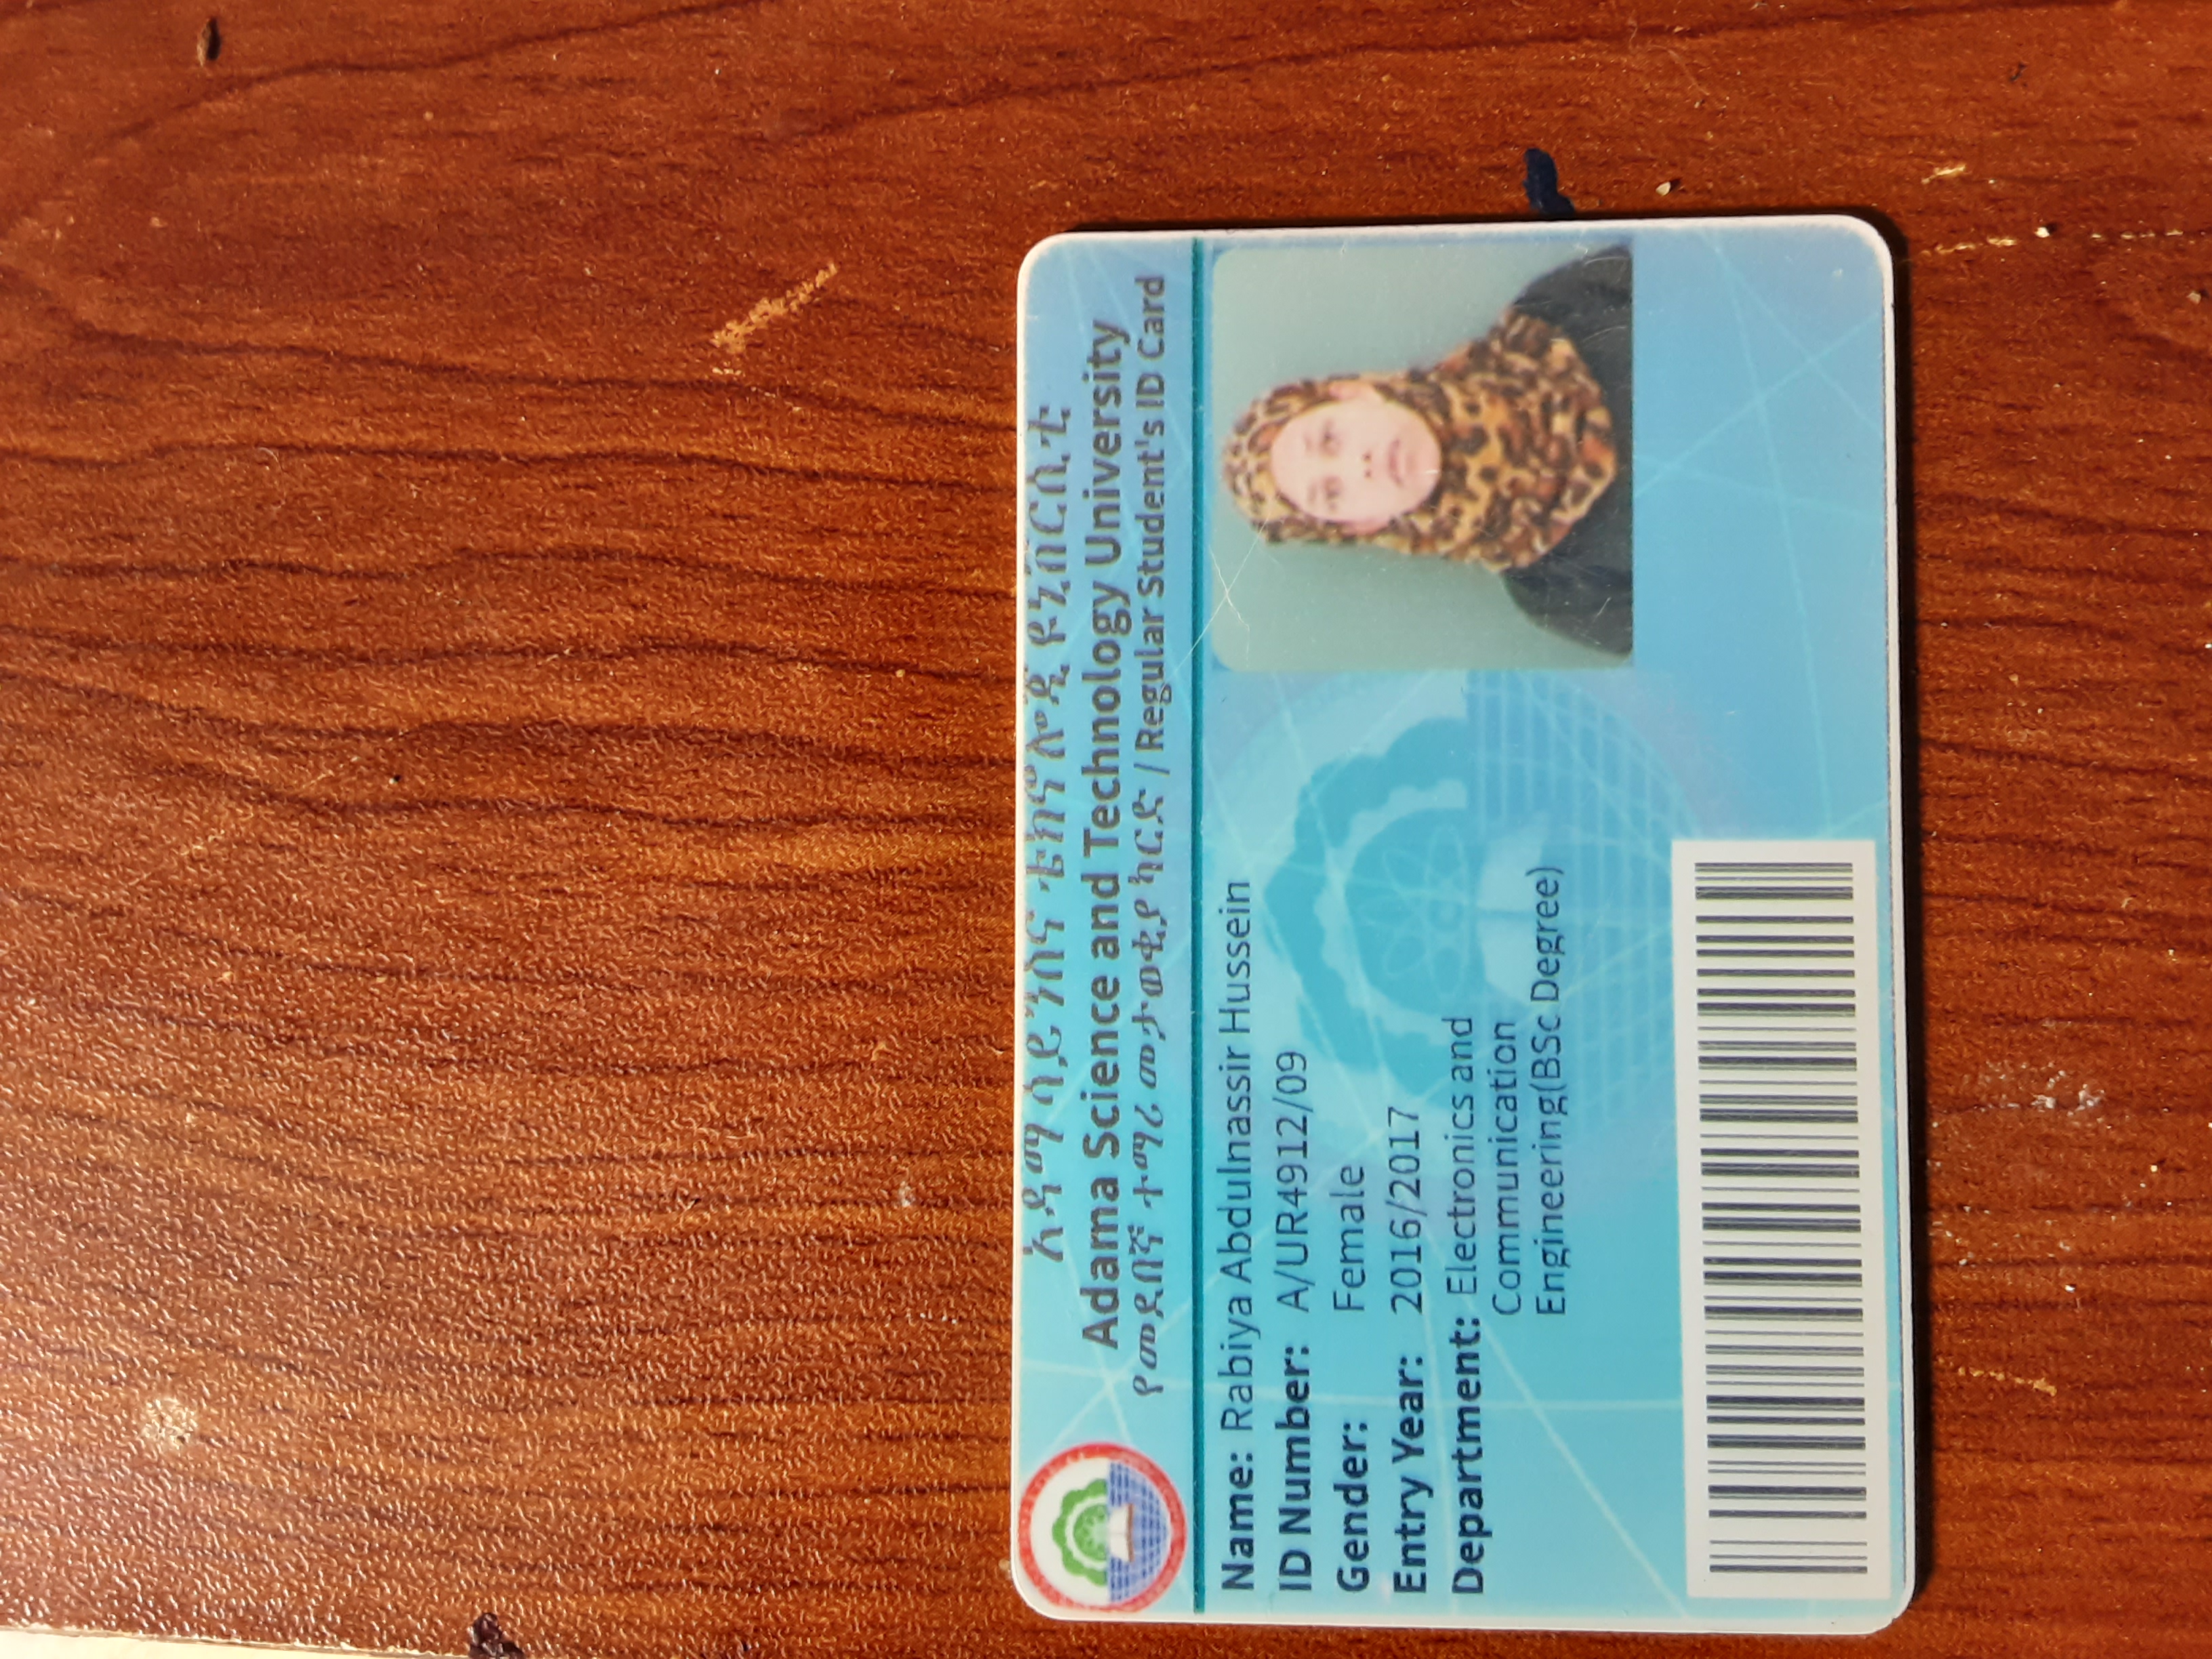 አዳማ ሳይንስና ቴክኖሎጂ ዩኒቨርሲቲ
Adama Science and Technology University
የመደበኛ ተማሪ መታወቂያ ካርድ / Regular Student's ID Card
Name: Rabiya Abdulnassir Hussein
ID Number: A/UR4912/09
Gender: Female
Entry Year: 2016/2017
Department: Electronics and
Communication
Engineering(BSc Degree)